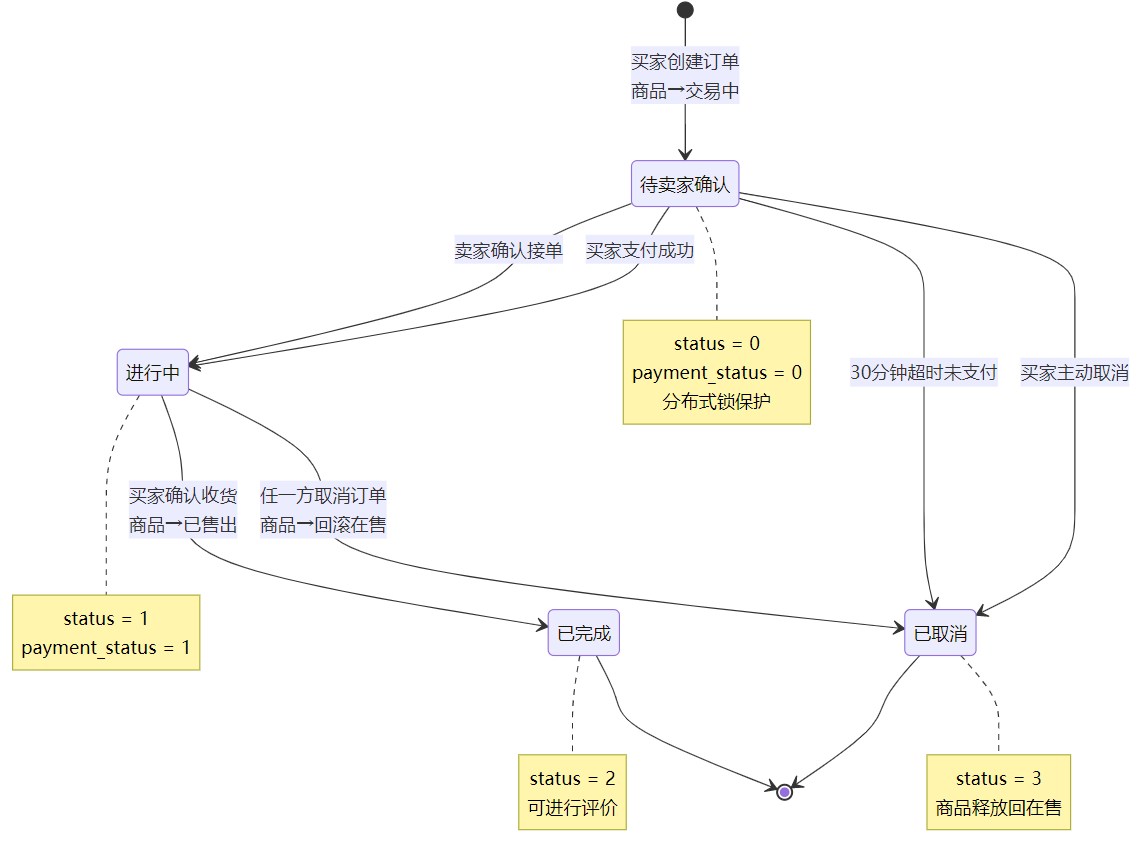 买家创建订单
商品→交易中
待卖家确认
卖家确认接单
买家支付成功
status = 0
payment_status = 0
分布式锁保护
30分钟超时未支付
买家主动取消
进行中
买家确认收货
商品→已售出
任一方取消订单
商品→回滚在售
status = 1
payment_status = 1
已完成
已取消
status = 2
可进行评价
status = 3
商品释放回在售